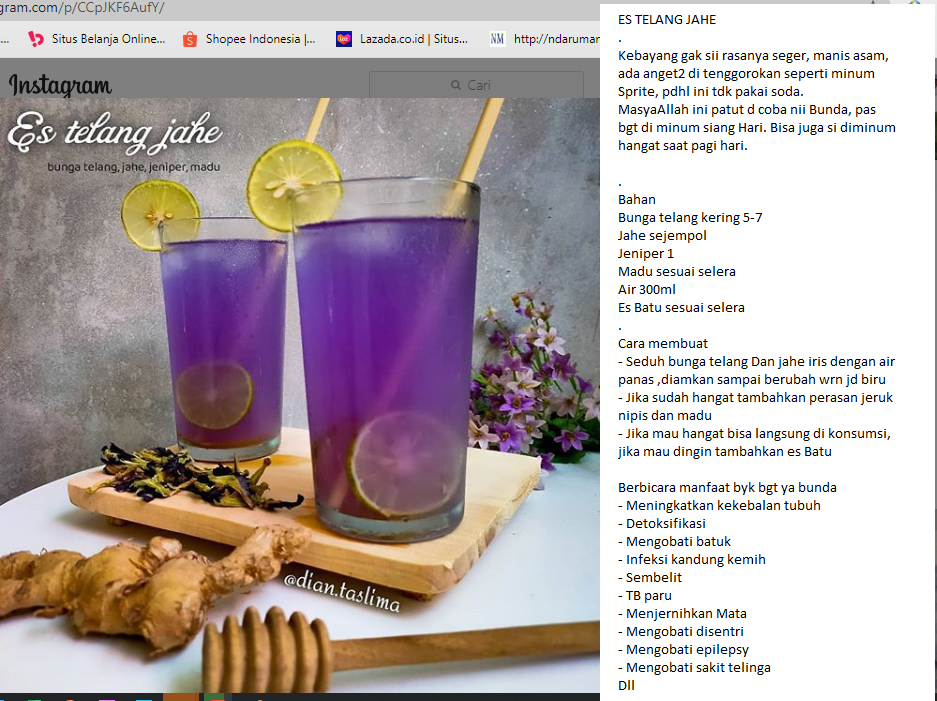 gram.com/p/CCpJKF6AufY/
... Situs Belanja Online... Shopee Indonesia |... Lazada.co.id | Situs... NM http://ndarumar
Instagram
Cari
Es telang jahe
bunga telang, jahe, jeniper, madu
@dian.taslima
ES TELANG JAHE
.
Kebayang gak sii rasanya seger, manis asam,
ada anget2 di tenggorokan seperti minum
Sprite, pdhl ini tdk pakai soda.
MasyaAllah ini patut d coba nii Bunda, pas
bgt di minum siang Hari. Bisa juga si diminum
hangat saat pagi hari.
.
Bahan
Bunga telang kering 5-7
Jahe sejempol
Jeniper 1
Madu sesuai selera
Air 300ml
Es Batu sesuai selera
.
Cara membuat
- Seduh bunga telang Dan jahe iris dengan air
panas ,diamkan sampai berubah wrn jd biru
- Jika sudah hangat tambahkan perasan jeruk
nipis dan madu
- Jika mau hangat bisa langsung di konsumsi,
jika mau dingin tambahkan es Batu
Berbicara manfaat byk bgt ya bunda
- Meningkatkan kekebalan tubuh
- Detoksifikasi
- Mengobati batuk
- Infeksi kandung kemih
- Sembelit
- TB paru
- Menjernihkan Mata
- Mengobati disentri
- Mengobati epilepsy
- Mengobati sakit telinga
Dll